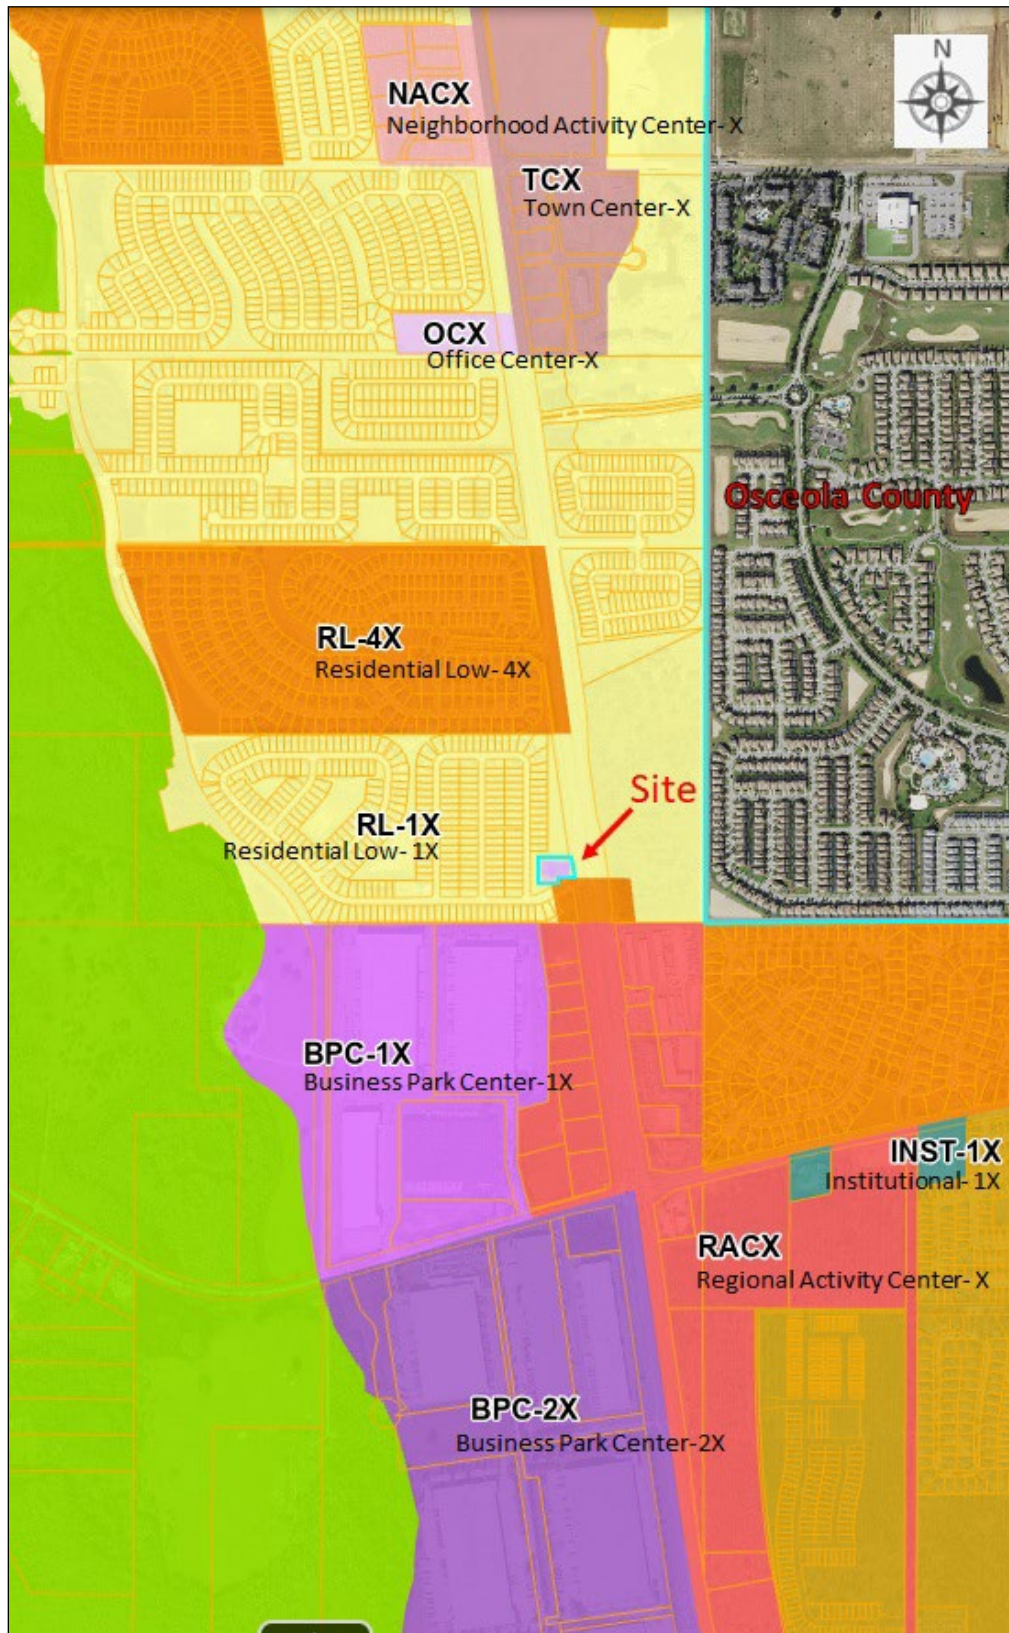 N
NACX
Neighborhood Activity Center- X
TCX
Town Center-X
OCX
Office Center-X
Osceola County
RL-4X
Residential Low- 4X
Site
RL-1X
Residential Low- 1X
BPC-1X
Business Park Center-1X
INST-1X
Institutional- 1X
RACX
Regional Activity Center- X
BPC-2X
Business Park Center-2X